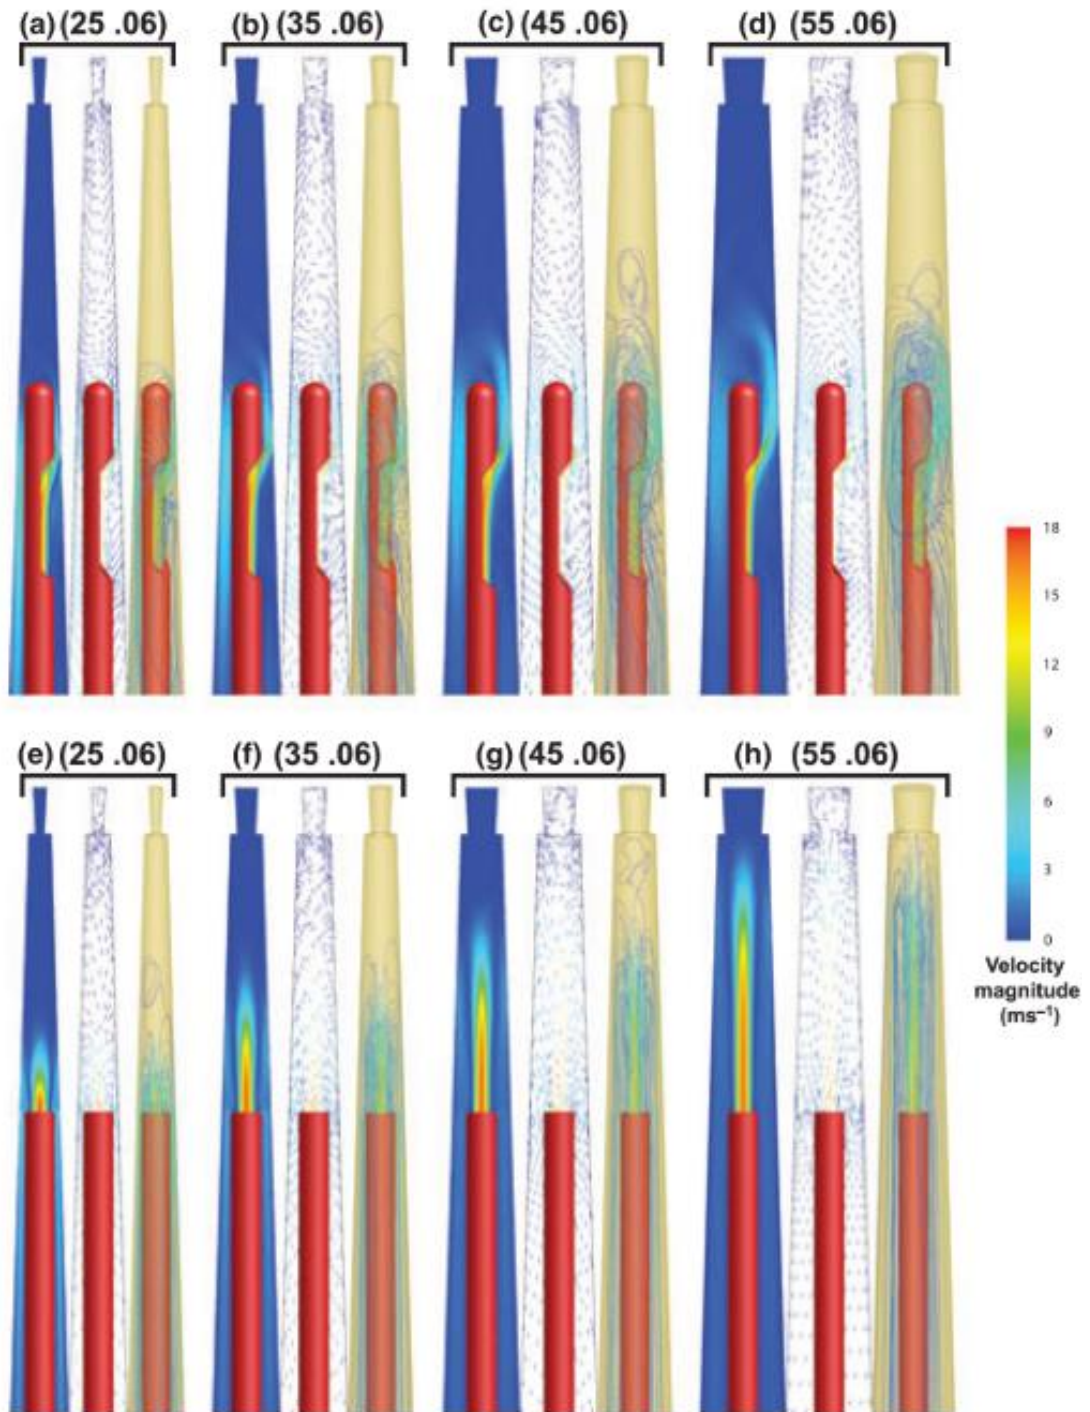 (a) (25 .06) (b) (35 .06) (c) (45 .06) (d) (55 .06)
18
15
12
9
6
3
0
Velocity
magnitude
(ms⁻¹)
(e) (25 .06) (f) (35 .06) (g) (45 .06) (h) (55 .06)